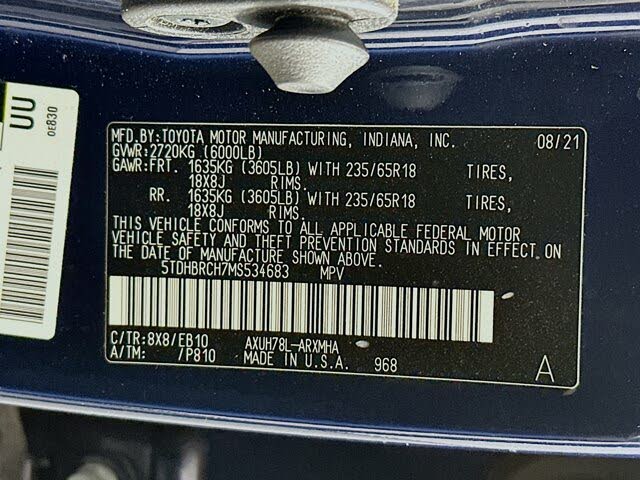 UU
0E830
MFD.BY:TOYOTA MOTOR MANUFACTURING, INDIANA, INC. 08/21
GVWR:2720KG (6000LB)
GAWR:FRT. 1635KG (3605LB) WITH 235/65R18 TIRES,
18X8J RIMS.
RR. 1635KG (3605LB) WITH 235/65R18 TIRES,
18X8J RIMS.
THIS VEHICLE CONFORMS TO ALL APPLICABLE FEDERAL MOTOR
VEHICLE SAFETY AND THEFT PREVENTION STANDARDS IN EFFECT ON
THE DATE OF MANUFACTURE SHOWN ABOVE.
5TDHBRCH7MS534683 MPV
C/TR:8X8/EB10 AXUH78L-ARXMHA
A/TM: /P810 MADE IN U.S.A. 968 A